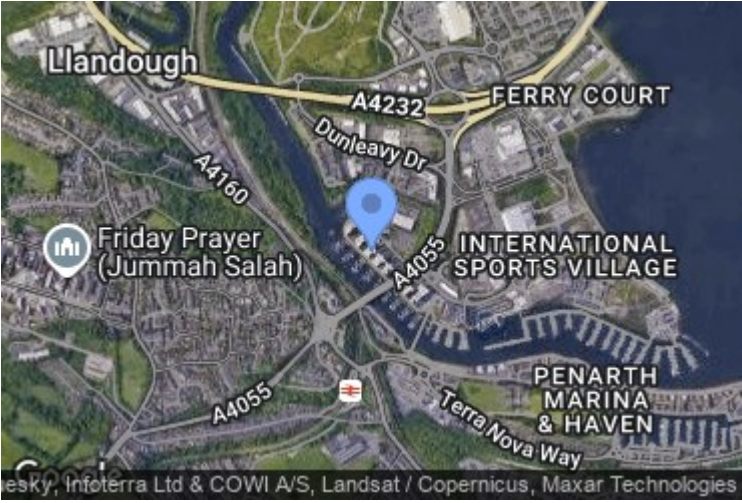 Llandough
A4232
FERRY COURT
Dunleavy Dr
A4160
Friday Prayer
(Jummah Salah)
A4055
INTERNATIONAL
SPORTS VILLAGE
PENARTH
MARINA
& HAVEN
A4055
Terra Nova Way
Google
Infoterra Ltd & COWI A/S, Landsat / Copernicus, Maxar Technologies